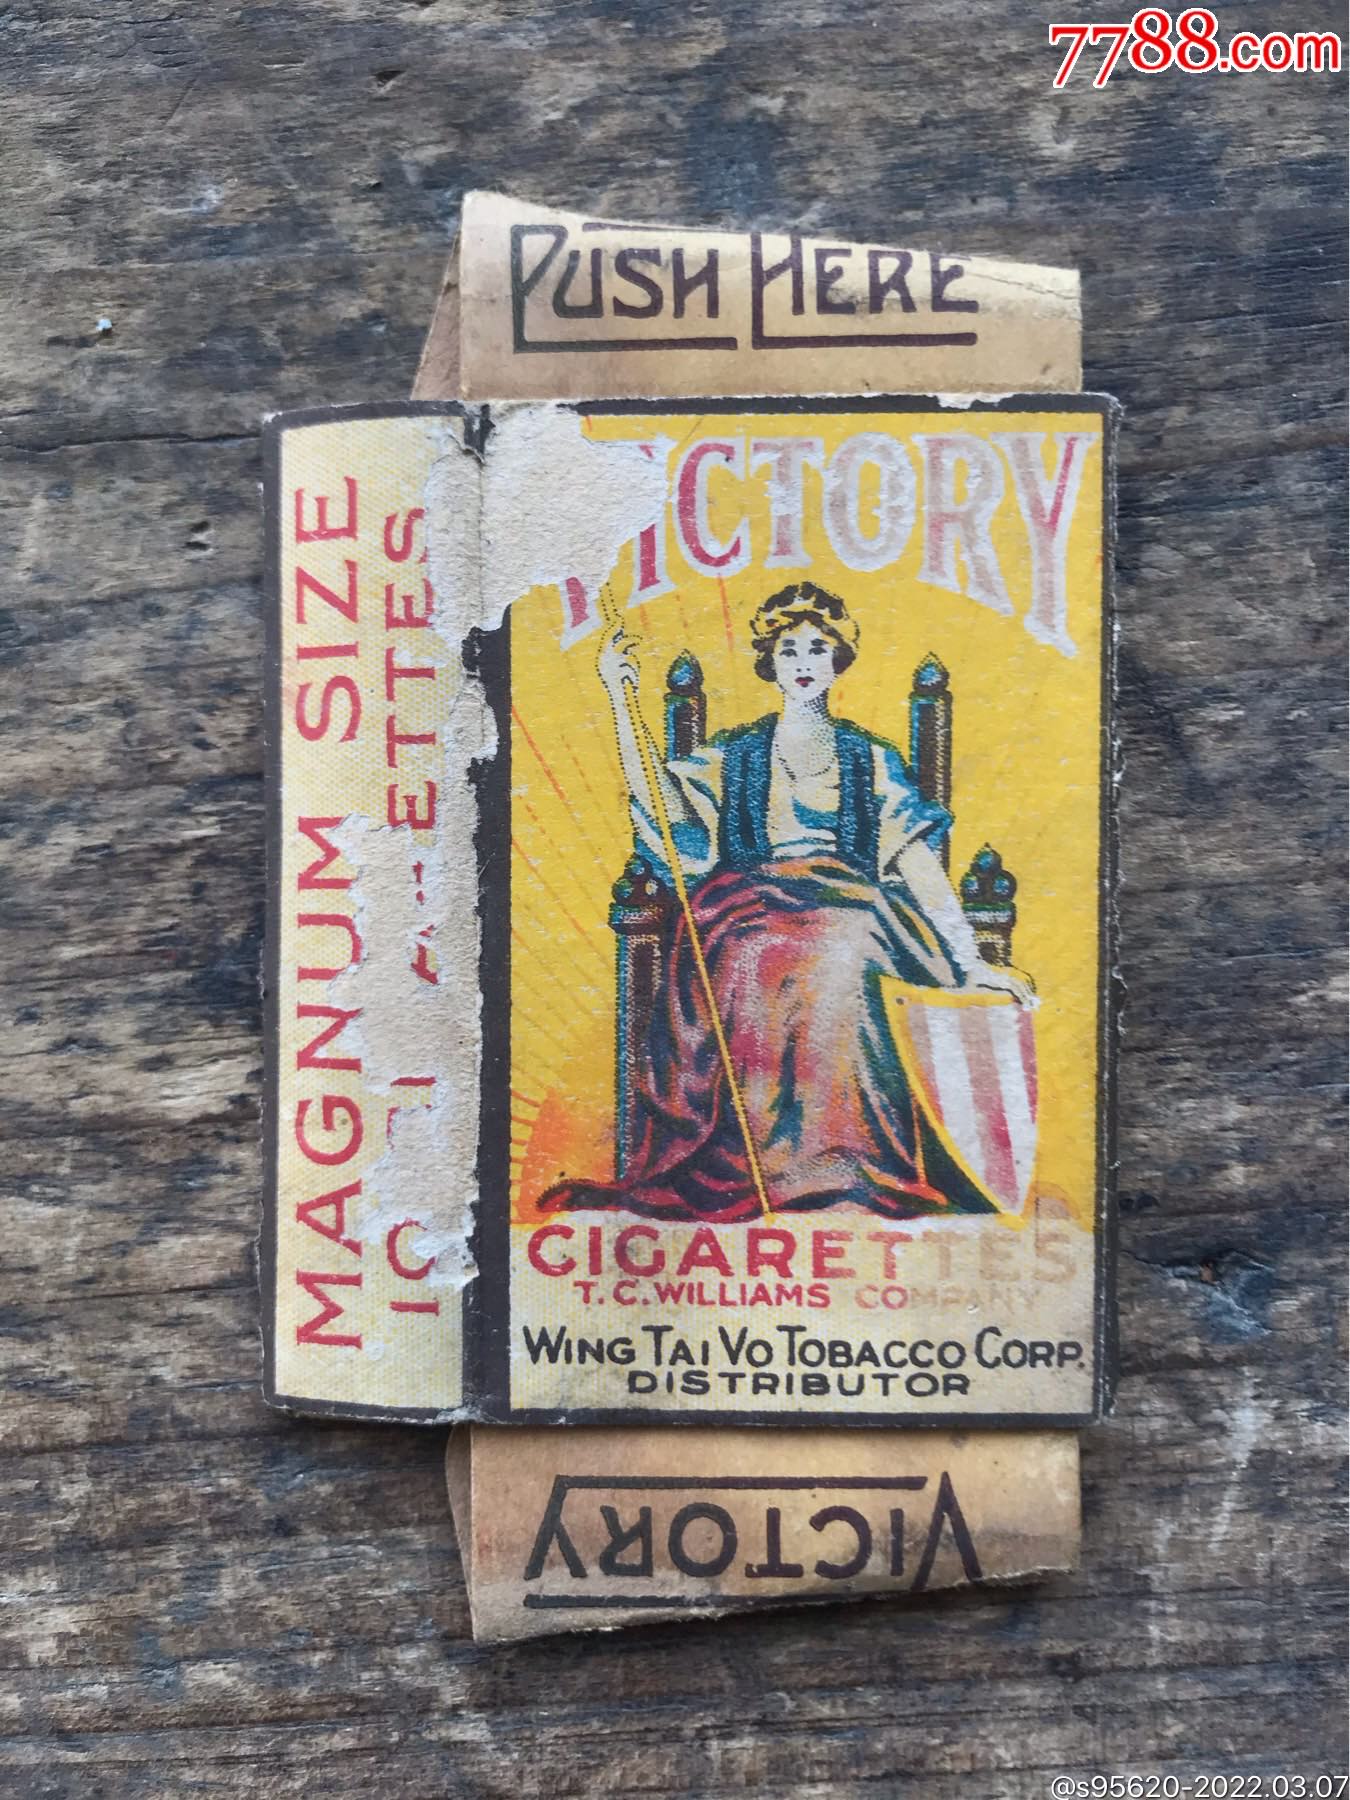 7788.com
PUSH HERE
VICTORY
MAGNUM SIZE
CIGARETTES
T. C. WILLIAMS COMPANY
WING TAI VO TOBACCO CORP.
DISTRIBUTOR
VICTORY
@s95620-2022.03.07